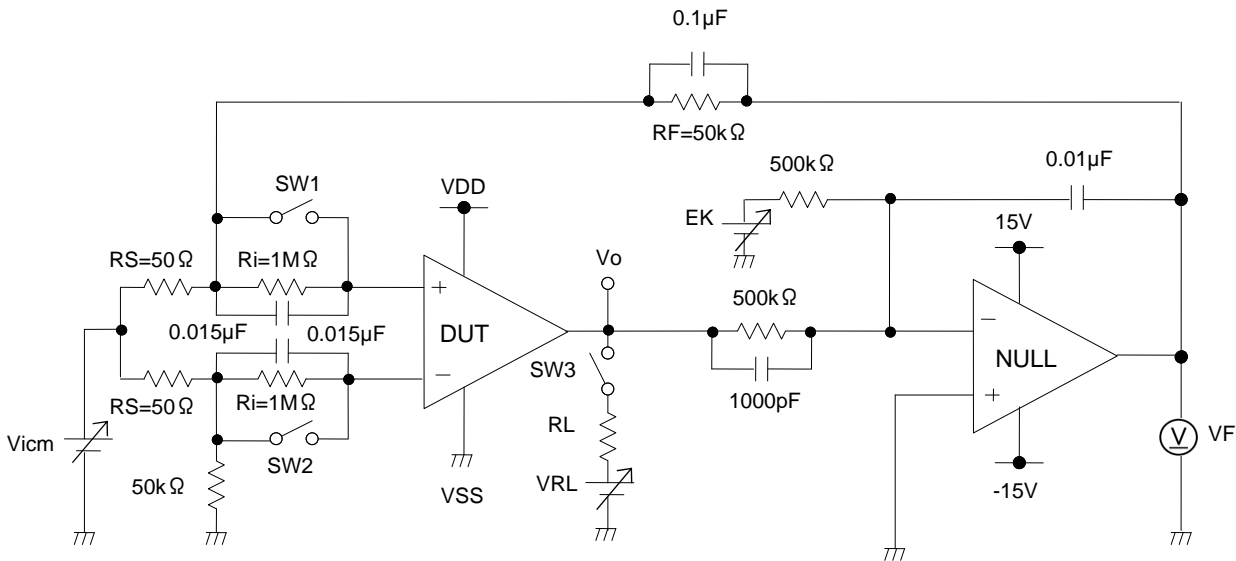 0.1µF
RF=50kΩ
500kΩ
0.01µF
SW1
VDD
EK
15V
Vo
RS=50Ω
Ri=1MΩ
+
500kΩ
0.015µF
0.015µF
DUT
−
NULL
−
SW3
RS=50Ω
Ri=1MΩ
1000pF
+
Vicm
SW2
RL
V
VF
50kΩ
VSS
VRL
-15V